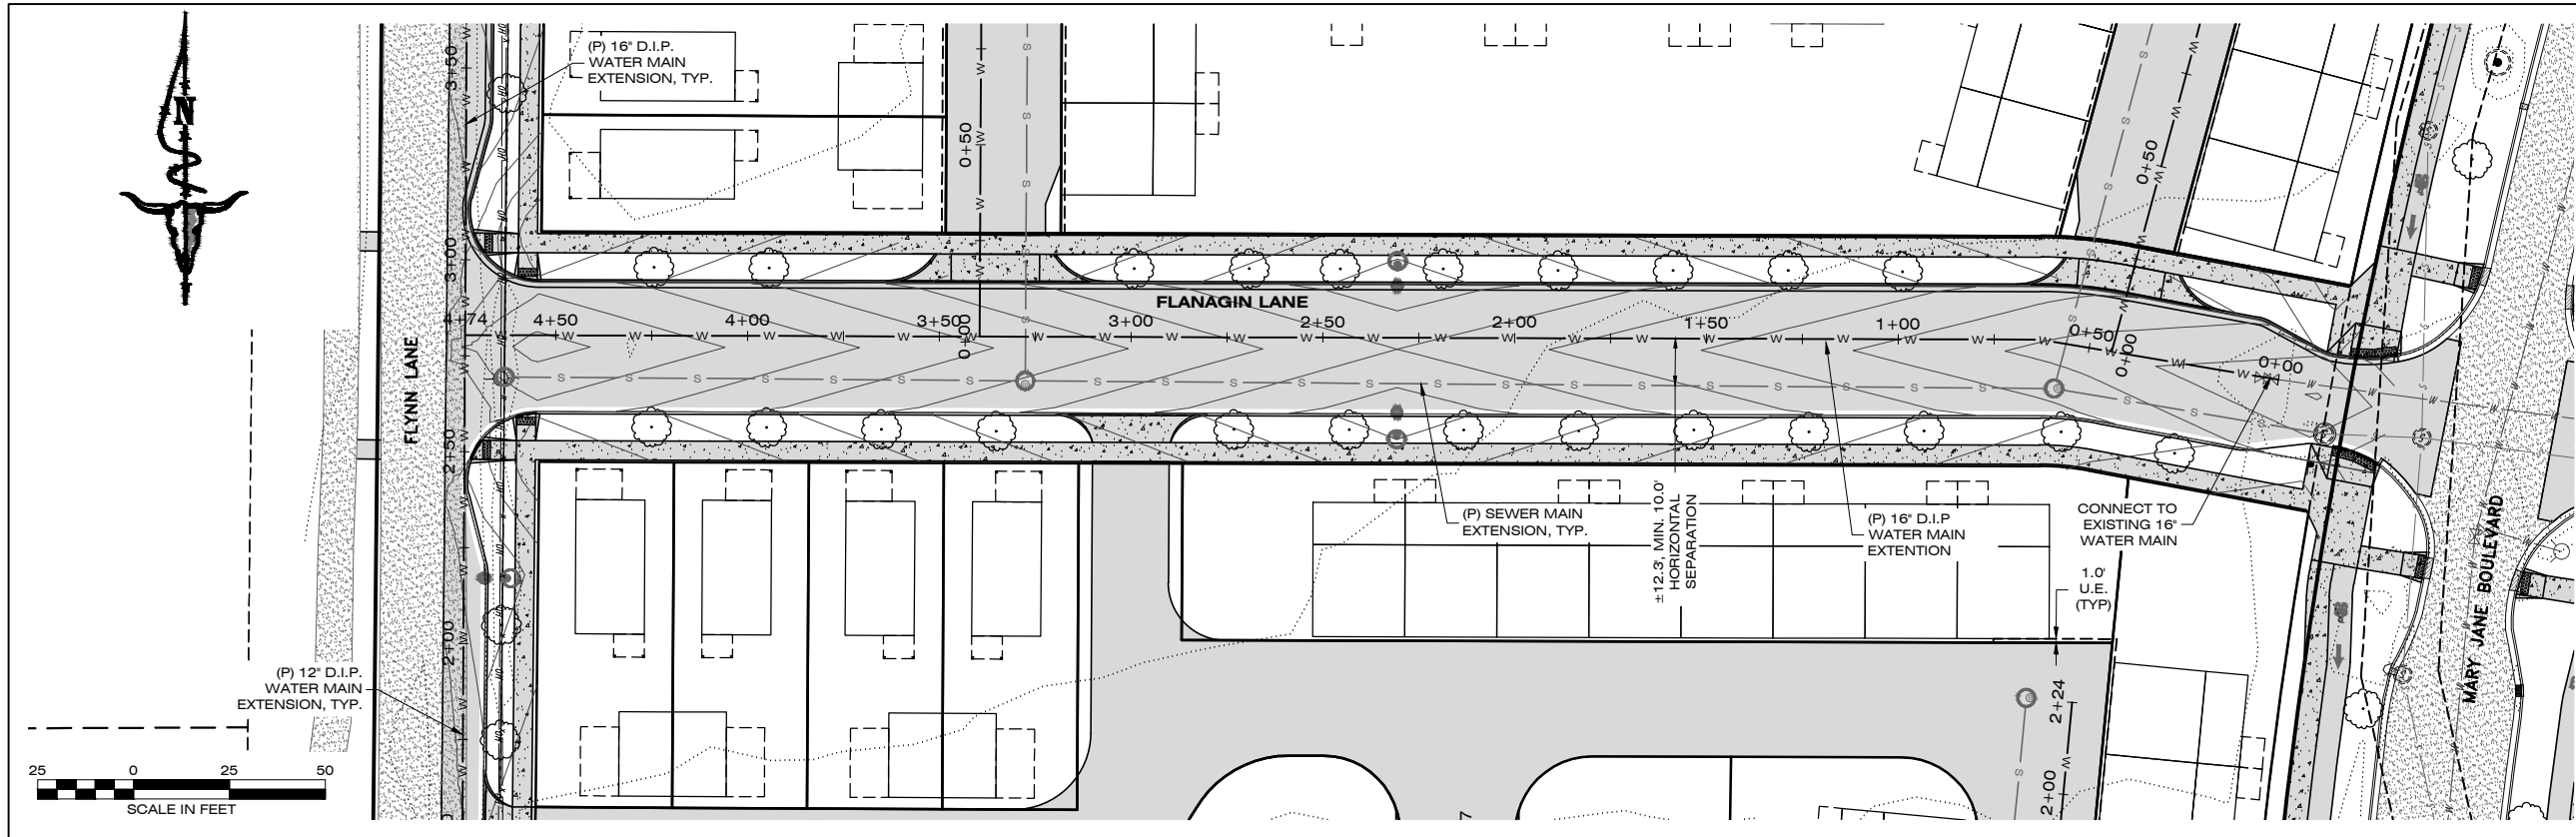 (P) 16" D.I.P.
WATER MAIN
EXTENSION, TYP.
N
3+50
0+50
0+50
3+00
FLANAGIN LANE
4+74
4+50
4+00
3+50
0+00
3+00
2+50
2+00
1+50
1+00
0+50
0+00
0+00
FLYNN LANE
2+50
(P) SEWER MAIN
EXTENSION, TYP.
±12.3, MIN. 10.0'
HORIZONTAL
SEPARATION
(P) 16" D.I.P
WATER MAIN
EXTENTION
CONNECT TO
EXISTING 16"
WATER MAIN
1.0'
U.E.
(TYP)
MARY JANE BOULEVARD
2+00
(P) 12" D.I.P.
WATER MAIN
EXTENSION, TYP.
2+24
2+00
25 0 25 50
SCALE IN FEET